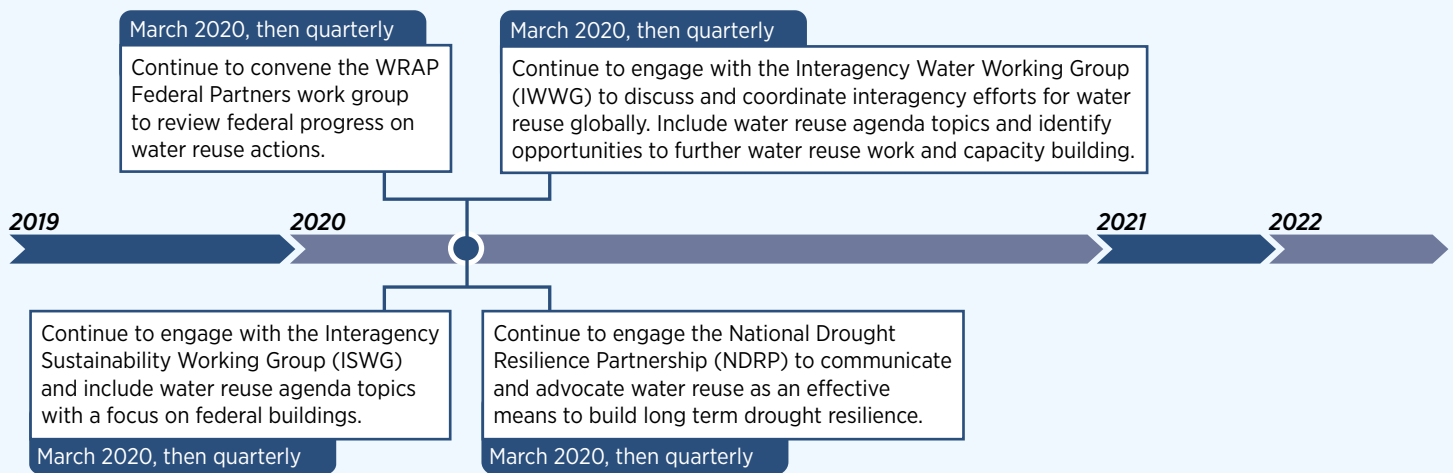 March 2020, then quarterly
Continue to convene the WRAP
Federal Partners work group
to review federal progress on
water reuse actions.
March 2020, then quarterly
Continue to engage with the Interagency Water Working Group
(IWWG) to discuss and coordinate interagency efforts for water
reuse globally. Include water reuse agenda topics and identify
opportunities to further water reuse work and capacity building.
2019
2020
2021
2022
Continue to engage with the Interagency
Sustainability Working Group (ISWG)
and include water reuse agenda topics
with a focus on federal buildings.
March 2020, then quarterly
Continue to engage the National Drought
Resilience Partnership (NDRP) to communicate
and advocate water reuse as an effective
means to build long term drought resilience.
March 2020, then quarterly